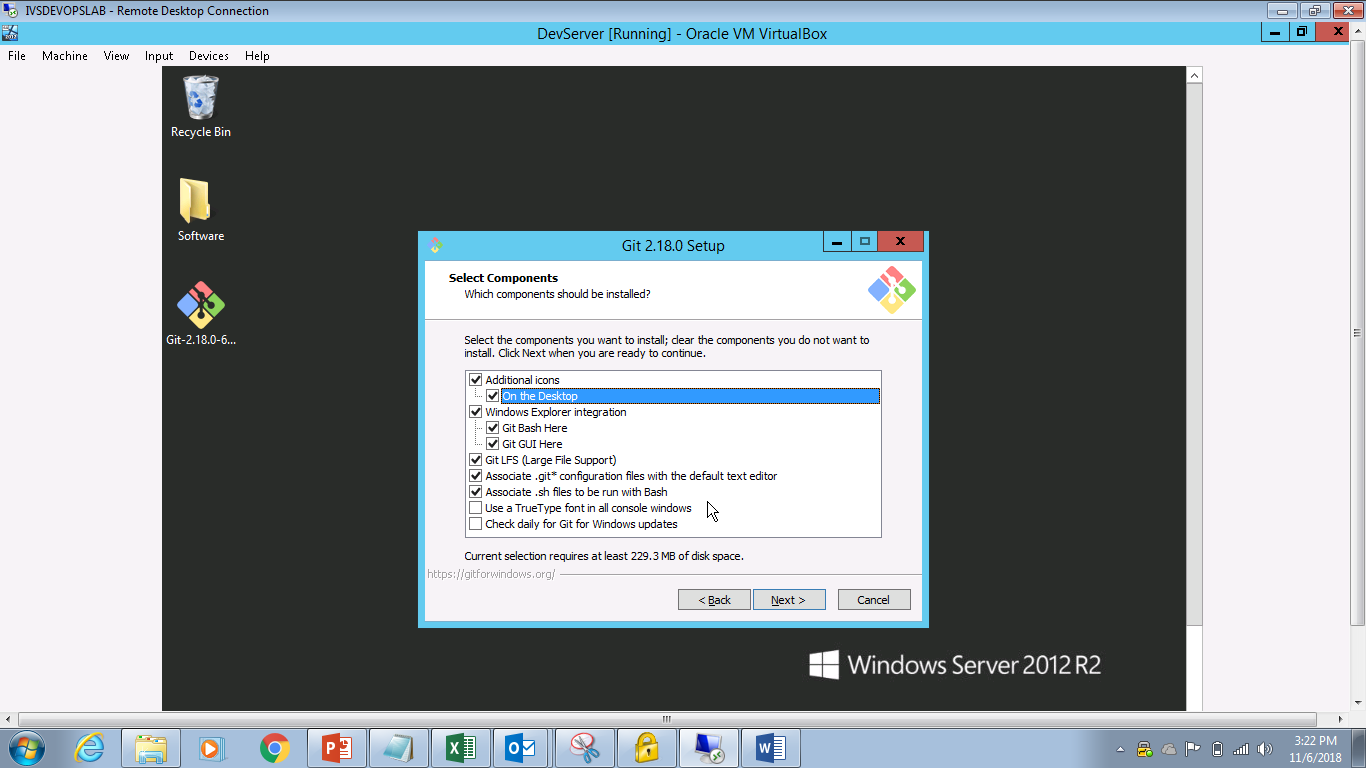 IVSDEVOPSLAB - Remote Desktop Connection
DevServer [Running] - Oracle VM VirtualBox
File Machine View Input Devices Help
Recycle Bin
Software
Git-2.18.0-6...
Git 2.18.0 Setup
Select Components
Which components should be installed?
Select the components you want to install; clear the components you do not want to
install. Click Next when you are ready to continue.
Additional icons
On the Desktop
Windows Explorer integration
Git Bash Here
Git GUI Here
Git LFS (Large File Support)
Associate .git* configuration files with the default text editor
Associate .sh files to be run with Bash
Use a TrueType font in all console windows
Check daily for Git for Windows updates
Current selection requires at least 229.3 MB of disk space.
https://gitforwindows.org/
< Back Next > Cancel
Windows Server 2012 R2
3:22 PM
11/6/2018